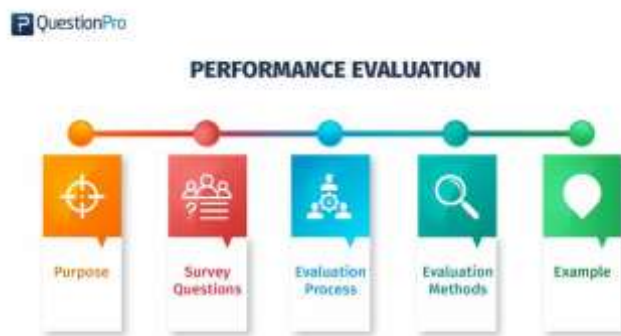 QuestionPro
PERFORMANCE EVALUATION
Purpose
Survey
Questions
Evaluation
Process
Evaluation
Methods
Example